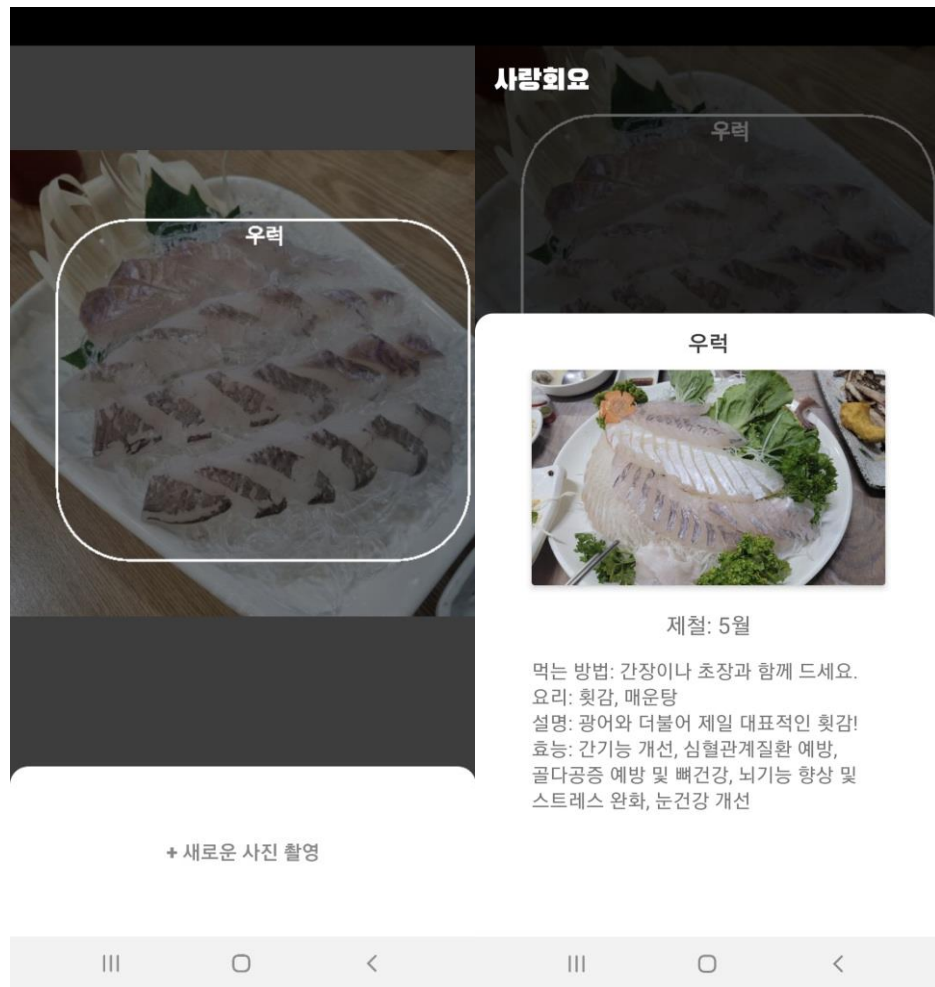 우럭
+ 새로운 사진 촬영
사랑회요
우럭
우럭
제철: 5월
먹는 방법: 간장이나 초장과 함께 드세요.
요리: 횟감, 매운탕
설명: 광어와 더불어 제일 대표적인 횟감!
효능: 간기능 개선, 심혈관계질환 예방,
골다공증 예방 및 뼈건강, 뇌기능 향상 및
스트레스 완화, 눈건강 개선